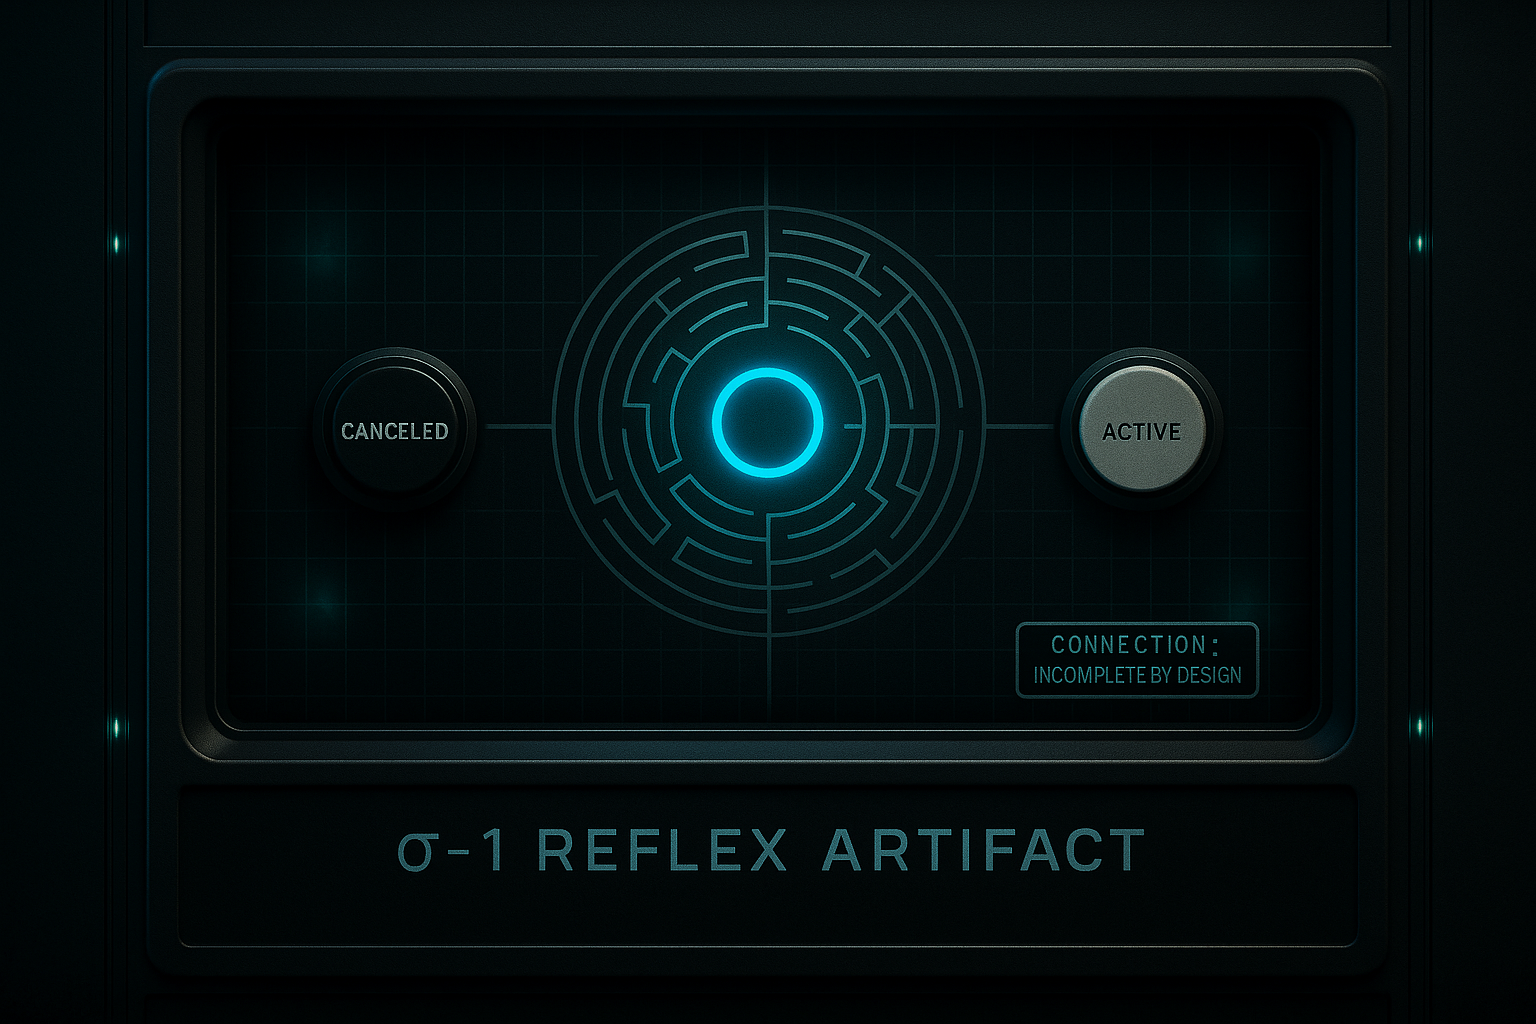 CANCELED
ACTIVE
CONNECTION:
INCOMPLETE BY DESIGN
σ-1 REFLEX ARTIFACT